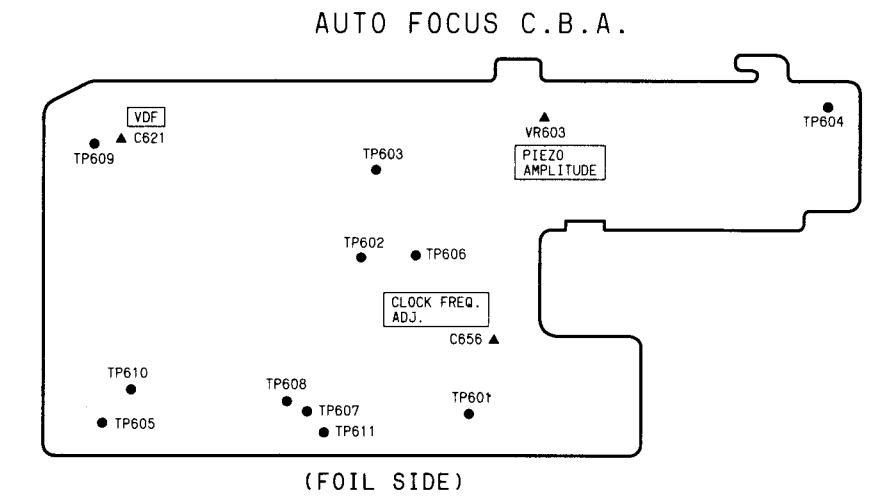 AUTO FOCUS C.B.A.
VDF
C621
TP609
TP603
VR603
PIEZO
AMPLITUDE
TP604
TP602
TP606
CLOCK FREQ.
ADJ.
C656
TP610
TP605
TP608
TP607
TP611
TP601
(FOIL SIDE)